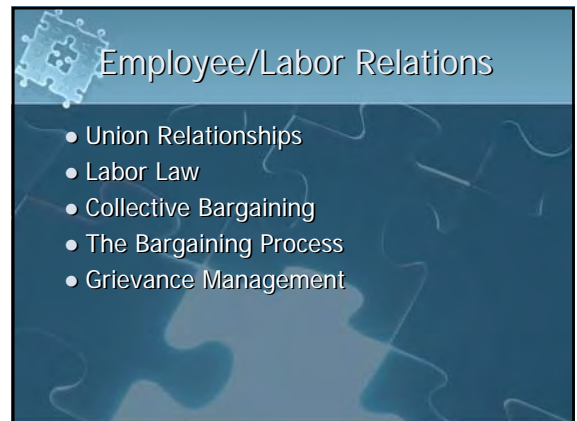 Employee/Labor Relations
● Union Relationships
● Labor Law
● Collective Bargaining
● The Bargaining Process
● Grievance Management